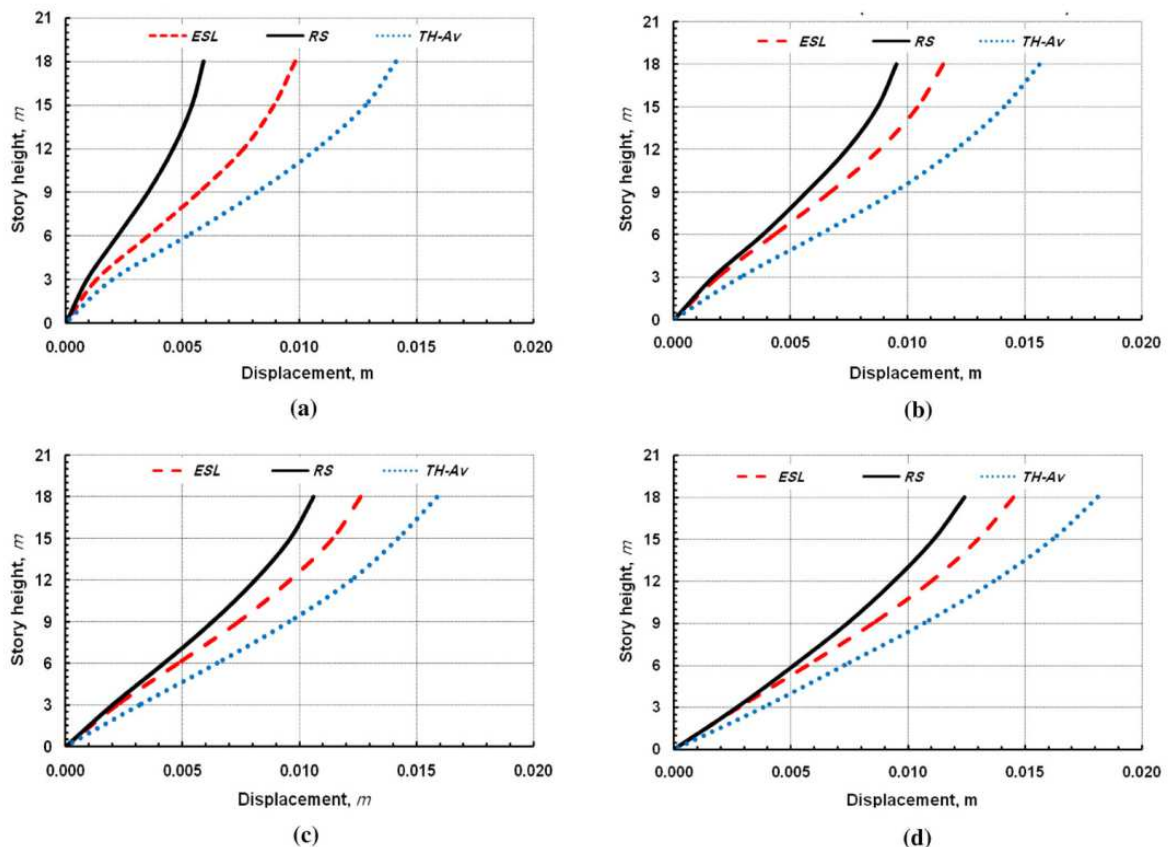 21
18
15
12
9
6
3
0
Story height, m
ESL RS TH-Av
0.000 0.005 0.010 0.015 0.020
Displacement, m
(a)
21
18
15
12
9
6
3
0
Story height, m
ESL RS TH-Av
0.000 0.005 0.010 0.015 0.020
Displacement, m
(b)
21
18
15
12
9
6
3
0
Story height, m
ESL RS TH-Av
0.000 0.005 0.010 0.015 0.020
Displacement, m
(c)
21
18
15
12
9
6
3
0
Story height, m
ESL RS TH-Av
0.000 0.005 0.010 0.015 0.020
Displacement, m
(d)